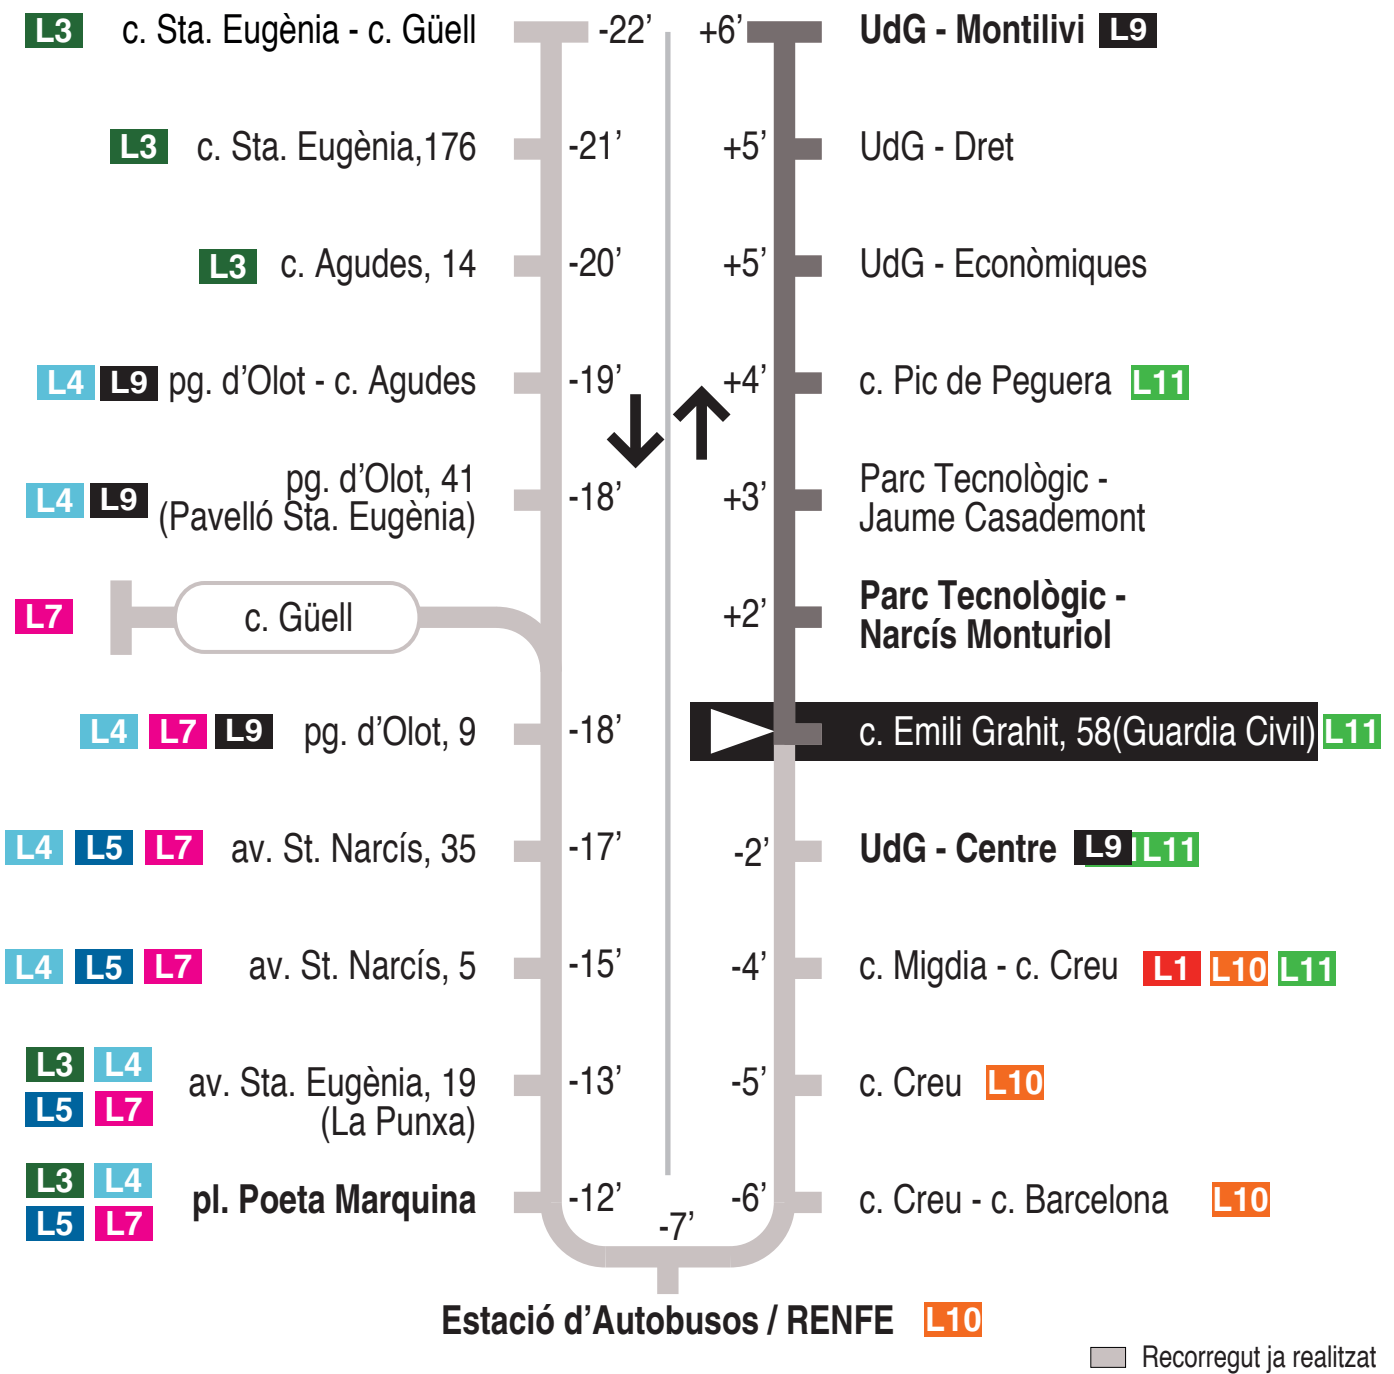 L3 c. Sta. Eugènia - c. Güell -22’
L3 c. Sta. Eugènia,176 -21’
L3 c. Agudes, 14 -20’
L4 L9 pg. d’Olot - c. Agudes -19’
L4 L9 pg. d’Olot, 41
(Pavelló Sta. Eugènia) -18’
L7 c. Güell
L4 L7 L9 pg. d’Olot, 9 -18’
L4 L5 L7 av. St. Narcís, 35 -17’
L4 L5 L7 av. St. Narcís, 5 -15’
L3 L4
L5 L7
av. Sta. Eugènia, 19 -13’
(La Punxa)
L3 L4
L5 L7
pl. Poeta Marquina -12’
-7’
Estació d’Autobusos / RENFE L10
+6’ UdG - Montilivi L9
+5’ UdG - Dret
+5’ UdG - Econòmiques
+4’ c. Pic de Peguera L11
+3’ Parc Tecnològic -
Jaume Casademont
+2’ Parc Tecnològic -
Narcís Monturiol
c. Emili Grahit, 58(Guardia Civil) L11
-2’ UdG - Centre L9 L11
-4’ c. Migdia - c. Creu L1 L10 L11
-5’ c. Creu L10
-6’ c. Creu - c. Barcelona L10
Recorregut ja realitzat